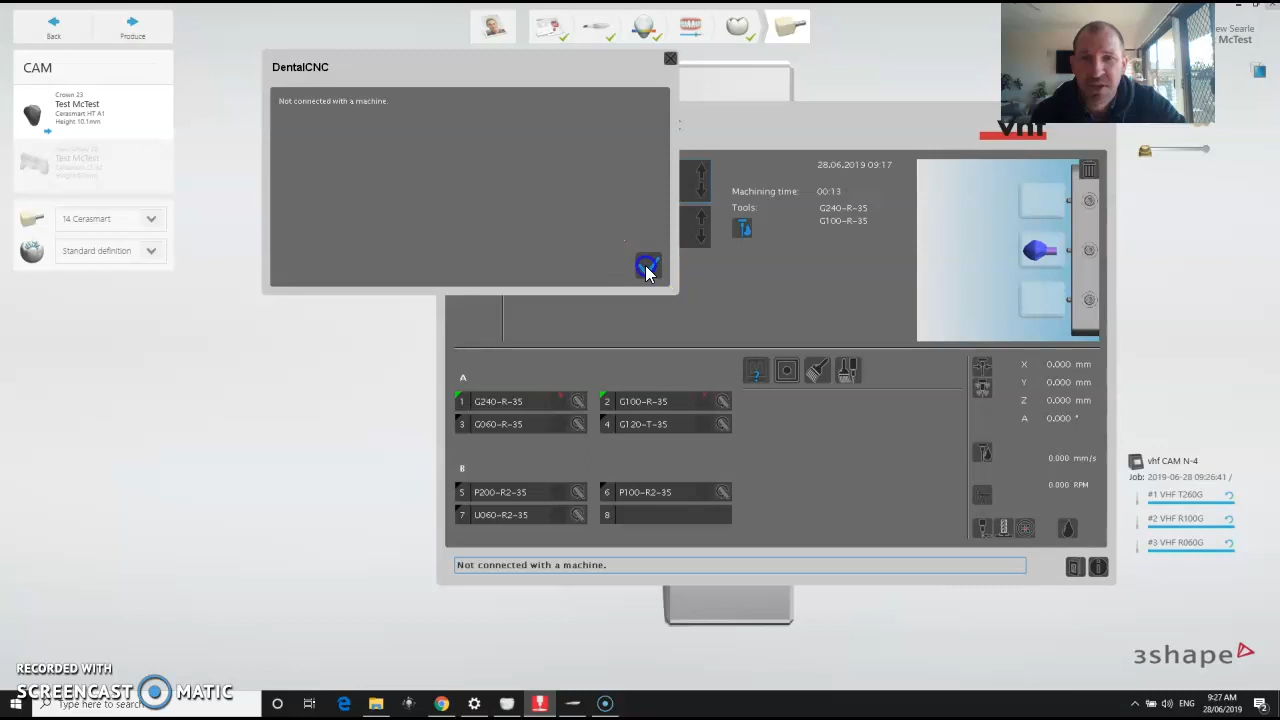 Back
Produce
ew Searle
McTest
CAM
Crown 23
Test McTest
Cerasmart HT A1
Height 10.1mm
Test McTest
14 Cerasmart
Standard definition
DentalCNC
Not connected with a machine.
vhf
28.06.2019 09:17
Machining time: 00:13
Tools: G240-R-35
G100-R-35
A
1 G240-R-35
2 G100-R-35
3 G060-R-35
4 G120-T-35
B
5 P200-R2-35
6 P100-R2-35
7 U060-R2-35
8
X 0.000 mm
Y 0.000 mm
Z 0.000 mm
A 0.000 °
0.000 mm/s
0.000 RPM
Not connected with a machine.
vhf CAM N-4
Job: 2019-06-28 09:26:41 /
#1 VHF T260G
#2 VHF R100G
#3 VHF R060G
3shape
RECORDED WITH
SCREENCAST MATIC
Type here to search
ENG
9:27 AM
28/06/2019
2